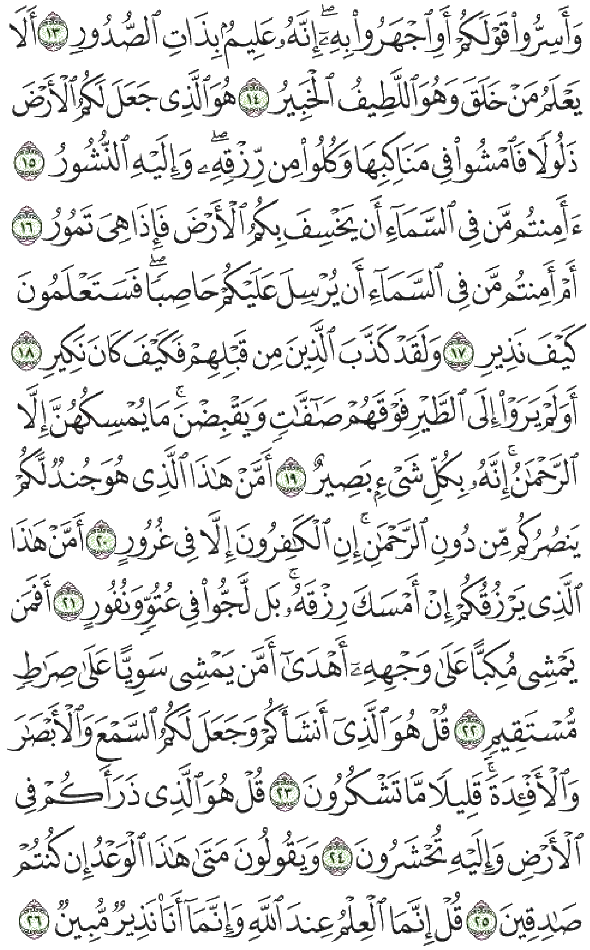 وَأَسِرُّوا۟ قَوْلَكُمْ أَوِ ٱجْهَرُوا۟ بِهِۦٓ ۖ إِنَّهُۥ عَلِيمٌۢ بِذَاتِ ٱلصُّدُورِ ١٣ أَلَا
يَعْلَمُ مَنْ خَلَقَ وَهُوَ ٱللَّطِيفُ ٱلْخَبِيرُ ١٤ هُوَ ٱلَّذِى جَعَلَ لَكُمُ ٱلْأَرْضَ
ذَلُولًا فَٱمْشُوا۟ فِى مَنَاكِبِهَا وَكُلُوا۟ مِن رِّزْقِهِۦ ۖ وَإِلَيْهِ ٱلنُّشُورُ ١٥
ءَأَمِنتُم مَّن فِى ٱلسَّمَآءِ أَن يَخْسِفَ بِكُمُ ٱلْأَرْضَ فَإِذَا هِىَ تَمُورُ ١٦
أَمْ أَمِنتُم مَّن فِى ٱلسَّمَآءِ أَن يُرْسِلَ عَلَيْكُمْ حَاصِبًا ۖ فَسَتَعْلَمُونَ
كَيْفَ نَذِيرِ ١٧ وَلَقَدْ كَذَّبَ ٱلَّذِينَ مِن قَبْلِهِمْ فَكَيْفَ كَانَ نَكِيرِ ١٨
أَوَلَمْ يَرَوْا۟ إِلَى ٱلطَّيْرِ فَوْقَهُمْ صَٰٓفَّٰتٍ وَيَقْبِضْنَ ۚ مَا يُمْسِكُهُنَّ إِلَّا
ٱلرَّحْمَٰنُ ۚ إِنَّهُۥ بِكُلِّ شَىْءٍۭ بَصِيرٌ ١٩ أَمَّنْ هَٰذَا ٱلَّذِى هُوَ جُندٌ لَّكُمْ
يَنصُرُكُم مِّن دُونِ ٱلرَّحْمَٰنِ ۚ إِنِ ٱلْكَٰفِرُونَ إِلَّا فِى غُرُورٍ ٢٠ أَمَّنْ هَٰذَا
ٱلَّذِى يَرْزُقُكُمْ إِنْ أَمْسَكَ رِزْقَهُۥ ۚ بَل لَّجُّوا۟ فِى عُتُوٍّ وَنُفُورٍ ٢١ أَفَمَن
يَمْشِى مُكِبًّا عَلَىٰ وَجْهِهِۦٓ أَهْدَىٰٓ أَمَّن يَمْشِى سَوِيًّا عَلَىٰ صِرَٰطٍ
مُّسْتَقِيمٍ ٢٢ قُلْ هُوَ ٱلَّذِىٓ أَنشَأَكُمْ وَجَعَلَ لَكُمُ ٱلسَّمْعَ وَٱلْأَبْصَٰرَ
وَٱلْأَفْـِٔدَةَ ۖ قَلِيلًا مَّا تَشْكُرُونَ ٢٣ قُلْ هُوَ ٱلَّذِى ذَرَأَكُمْ فِى
ٱلْأَرْضِ وَإِلَيْهِ تُحْشَرُونَ ٢٤ وَيَقُولُونَ مَتَىٰ هَٰذَا ٱلْوَعْدُ إِن كُنتُمْ
صَٰدِقِينَ ٢٥ قُلْ إِنَّمَا ٱلْعِلْمُ عِندَ ٱللَّهِ وَإِنَّمَآ أَنَا۠ نَذِيرٌ مُّبِينٌ ٢٦